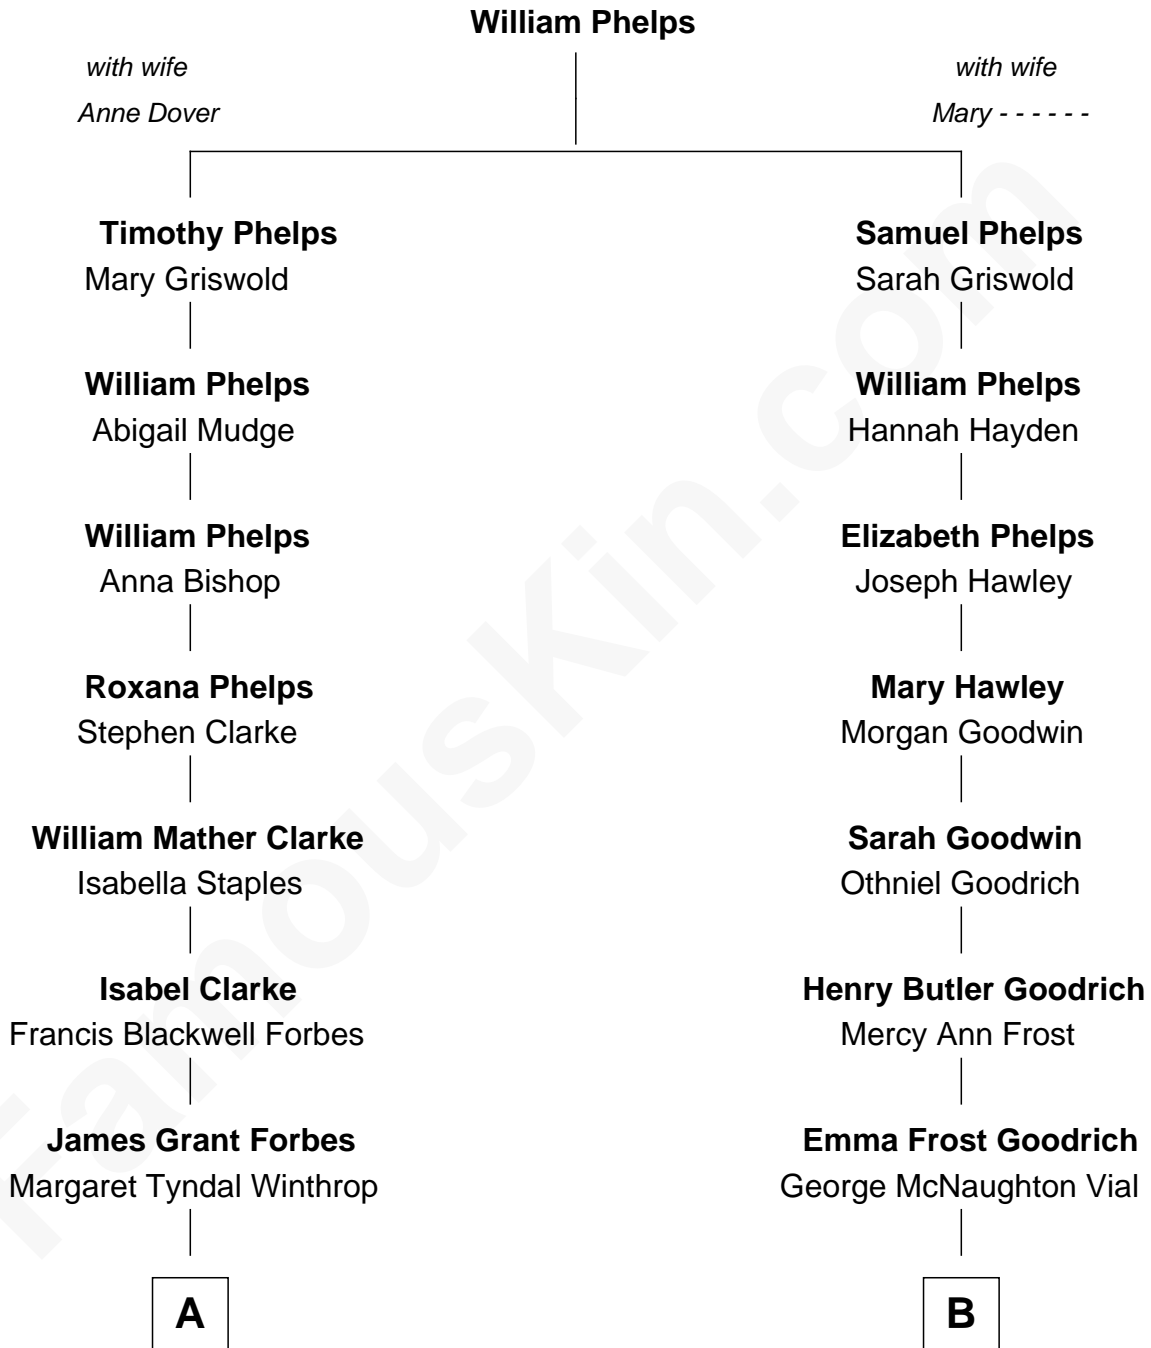 William Phelps
with wife
Anne Dover
with wife
Mary - - - - - -
Timothy Phelps
Mary Griswold
Samuel Phelps
Sarah Griswold
William Phelps
Abigail Mudge
William Phelps
Hannah Hayden
William Phelps
Anna Bishop
Elizabeth Phelps
Joseph Hawley
Roxana Phelps
Stephen Clarke
Mary Hawley
Morgan Goodwin
William Mather Clarke
Isabella Staples
Sarah Goodwin
Othniel Goodrich
Isabel Clarke
Francis Blackwell Forbes
Henry Butler Goodrich
Mercy Ann Frost
James Grant Forbes
Margaret Tyndal Winthrop
Emma Frost Goodrich
George McNaughton Vial
A
B
FamousKin.com